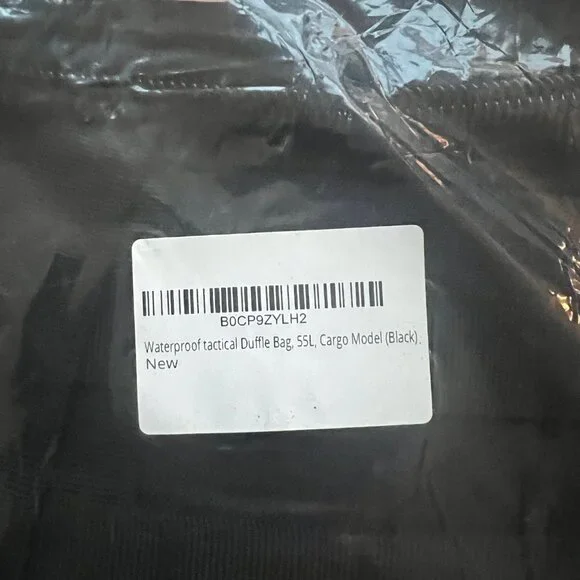 B0CP9ZYLH2
Waterproof tactical Duffle Bag, 55L, Cargo Model (Black).
New